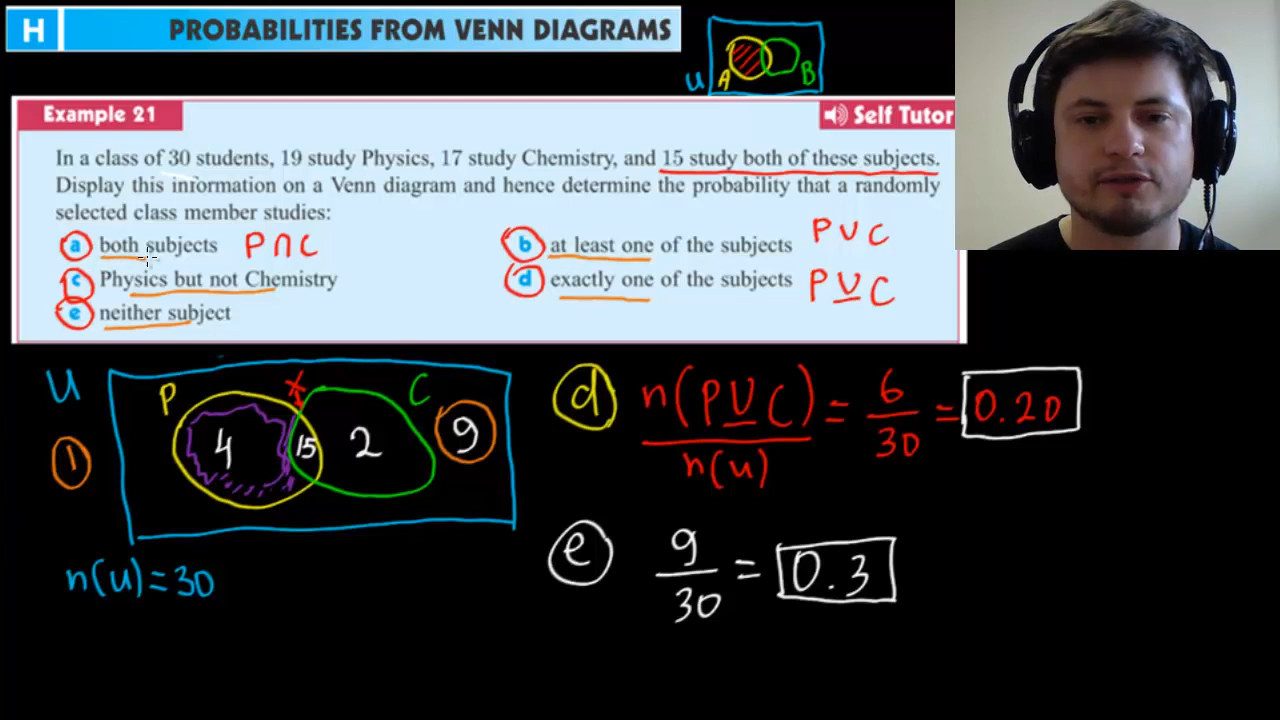 H PROBABILITIES FROM VENN DIAGRAMS
U A B
Example 21 Self Tutor
In a class of 30 students, 19 study Physics, 17 study Chemistry, and 15 study both of these subjects.
Display this information on a Venn diagram and hence determine the probability that a randomly
selected class member studies:
a both subjects P∩C b at least one of the subjects P∪C
c Physics but not Chemistry d exactly one of the subjects P ⊻ C
e neither subject
U P X C
1 4 15 2 9
n(u)=30
d n(P ⊻ C) / n(u) = 6/30 = 0.20
e 9/30 = 0.3